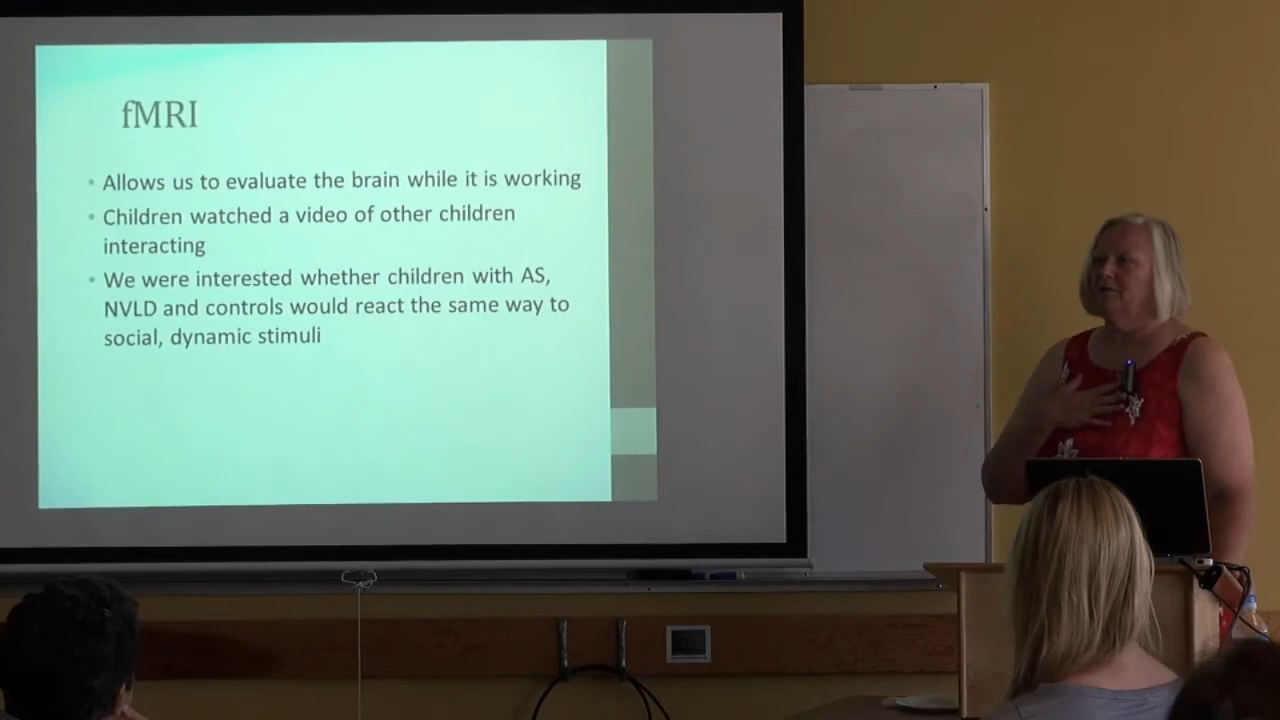 fMRI
• Allows us to evaluate the brain while it is working
• Children watched a video of other children
interacting
• We were interested whether children with AS,
NVLD and controls would react the same way to
social, dynamic stimuli